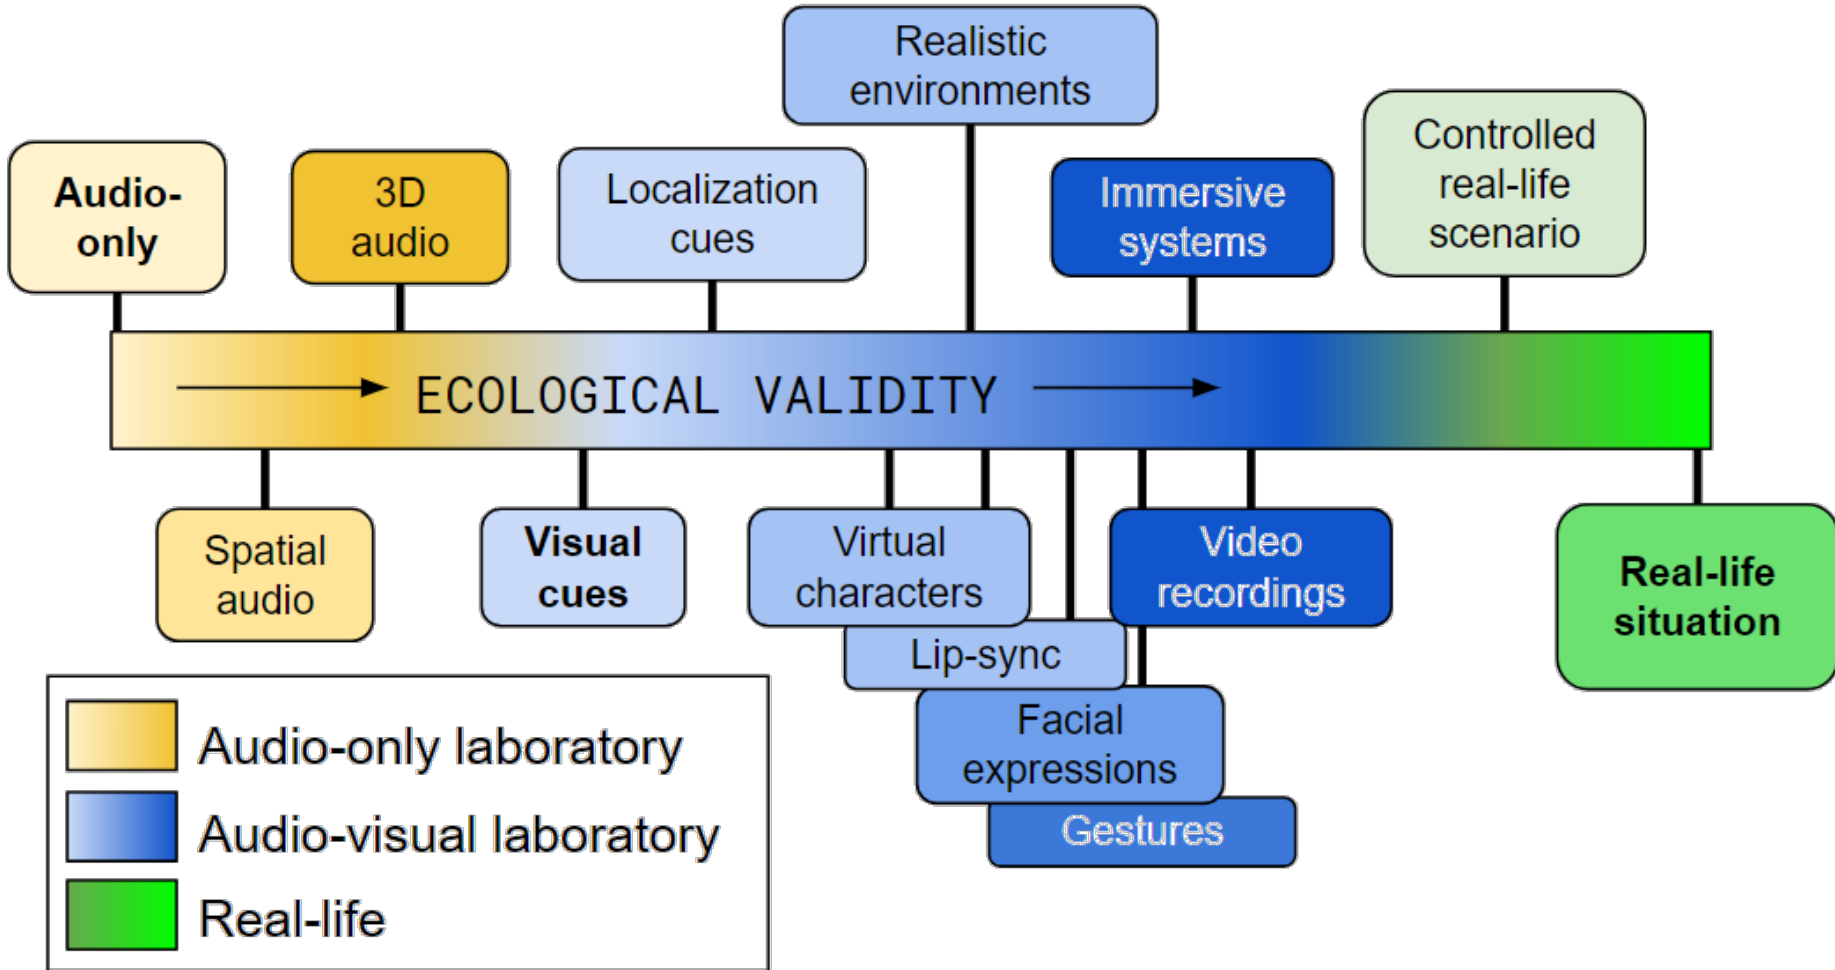 Realistic
environments
Audio-
only
3D
audio
Localization
cues
Immersive
systems
Controlled
real-life
scenario
ECOLOGICAL VALIDITY
Spatial
audio
Visual
cues
Virtual
characters
Lip-sync
Facial
expressions
Gestures
Video
recordings
Real-life
situation
Audio-only laboratory
Audio-visual laboratory
Real-life